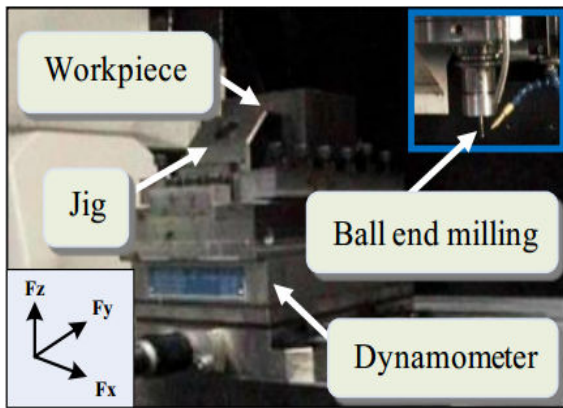 Workpiece
Jig
Ball end milling
Dynamometer
Fz
Fy
Fx